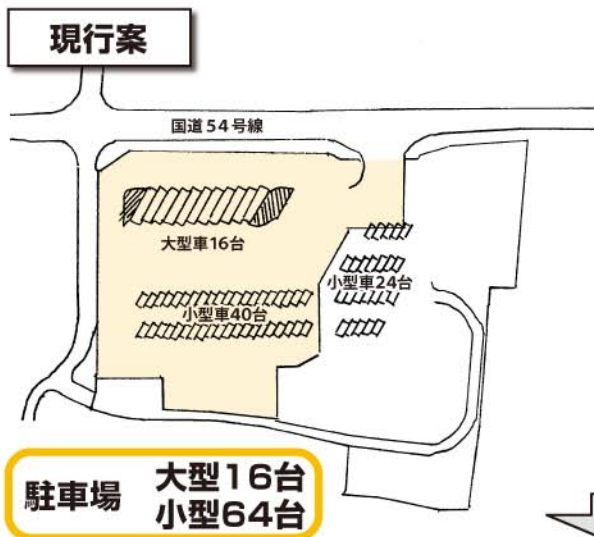 現行案
国道54号線
大型車16台
小型車24台
小型車40台
駐車場 大型16台
小型64台